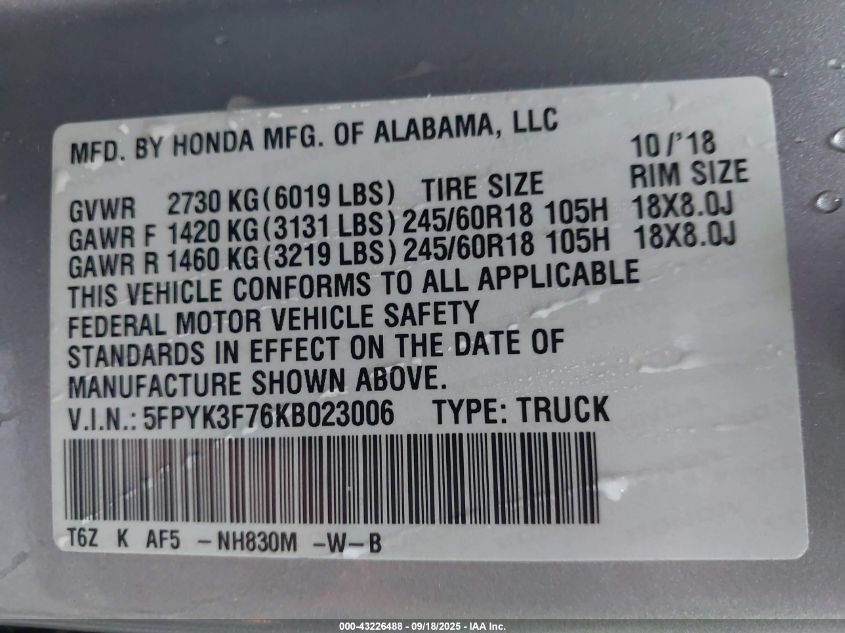 MFD. BY HONDA MFG. OF ALABAMA, LLC 10/'18
GVWR 2730 KG (6019 LBS) TIRE SIZE RIM SIZE
GAWR F 1420 KG (3131 LBS) 245/60R18 105H 18X8.0J
GAWR R 1460 KG (3219 LBS) 245/60R18 105H 18X8.0J
THIS VEHICLE CONFORMS TO ALL APPLICABLE
FEDERAL MOTOR VEHICLE SAFETY
STANDARDS IN EFFECT ON THE DATE OF
MANUFACTURE SHOWN ABOVE.
V.I.N.: 5FPYK3F76KB023006 TYPE: TRUCK
T6Z K AF5 -NH830M -W-B
000-43226488 - 09/18/2025 - IAA Inc.